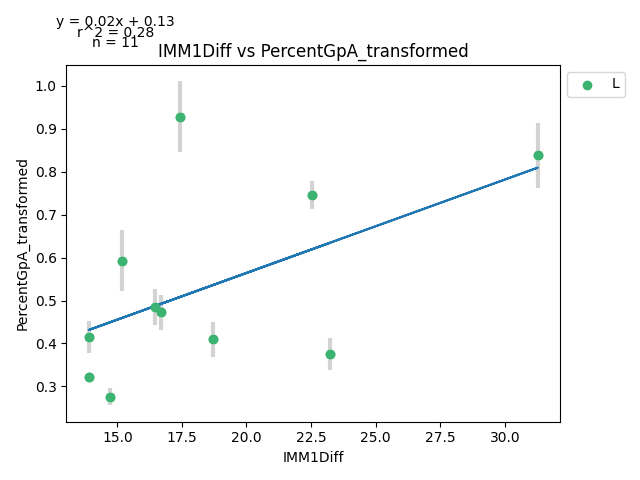 y = 0.02x + 0.13
r^2 = 0.28
n = 11
IMM1Diff vs PercentGpA_transformed
L
PercentGpA_transformed
1.0
0.9
0.8
0.7
0.6
0.5
0.4
0.3
15.0 17.5 20.0 22.5 25.0 27.5 30.0
IMM1Diff